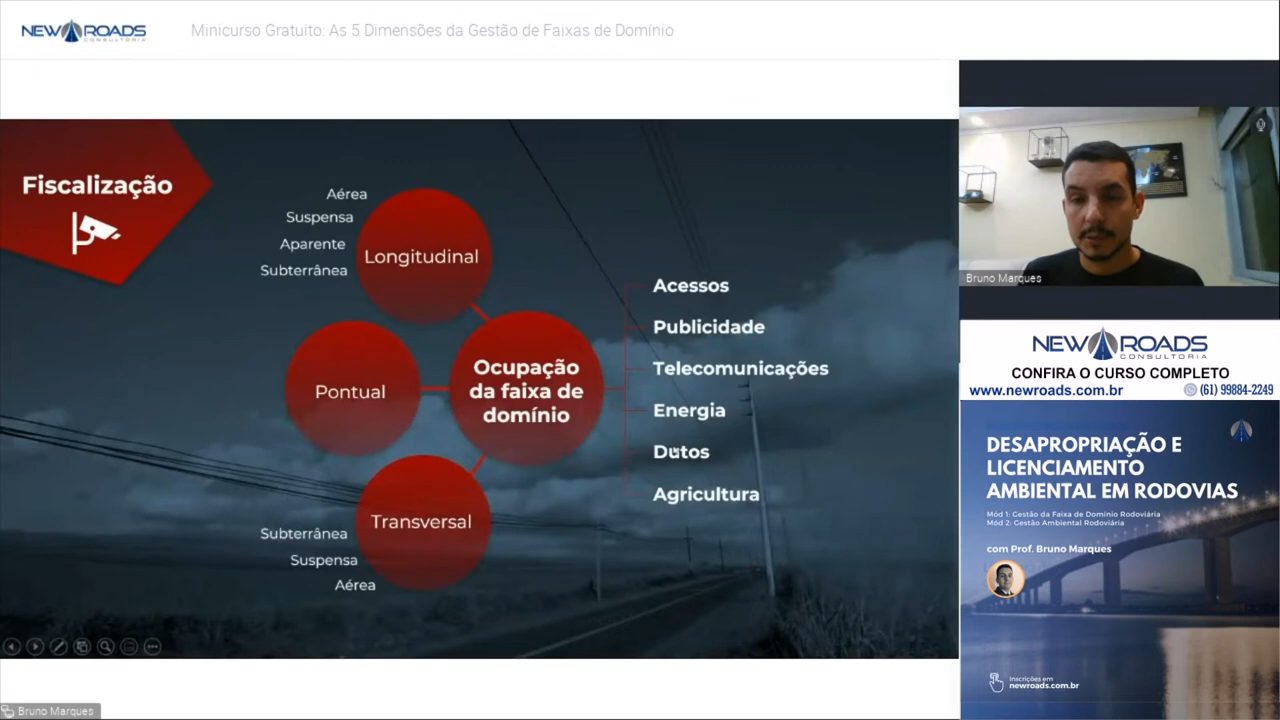 NEW ROADS
CONSULTORIA
Minicurso Gratuito: As 5 Dimensões da Gestão de Faixas de Domínio
Fiscalização
Aérea
Suspensa
Aparente
Subterrânea
Longitudinal
Pontual
Ocupação
da faixa de
domínio
Transversal
Subterrânea
Suspensa
Aérea
Acessos
Publicidade
Telecomunicações
Energia
Dutos
Agricultura
Bruno Marques
Bruno Marques
NEW ROADS
CONSULTORIA
CONFIRA O CURSO COMPLETO
www.newroads.com.br (61) 99884-2249
DESAPROPRIAÇÃO E
LICENCIAMENTO
AMBIENTAL EM RODOVIAS
Mód 1: Gestão da Faixa de Domínio Rodoviária
Mód 2: Gestão Ambiental Rodoviária
com Prof. Bruno Marques
Inscrições em
newroads.com.br